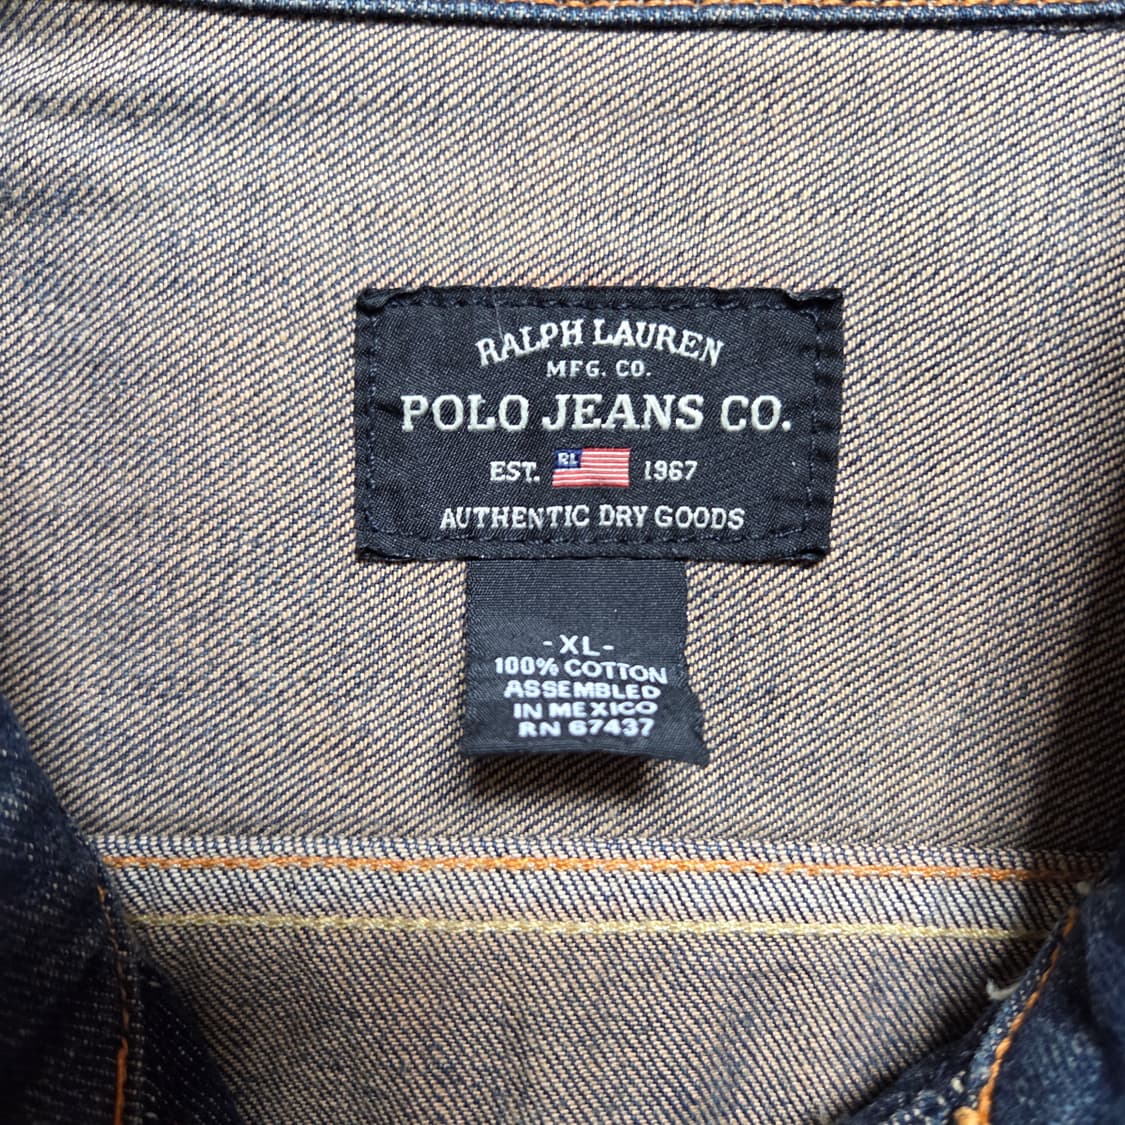 RALPH LAUREN
MFG. CO.
POLO JEANS CO.
EST. RL 1967
AUTHENTIC DRY GOODS
-XL-
100% COTTON
ASSEMBLED
IN MEXICO
RN 67437